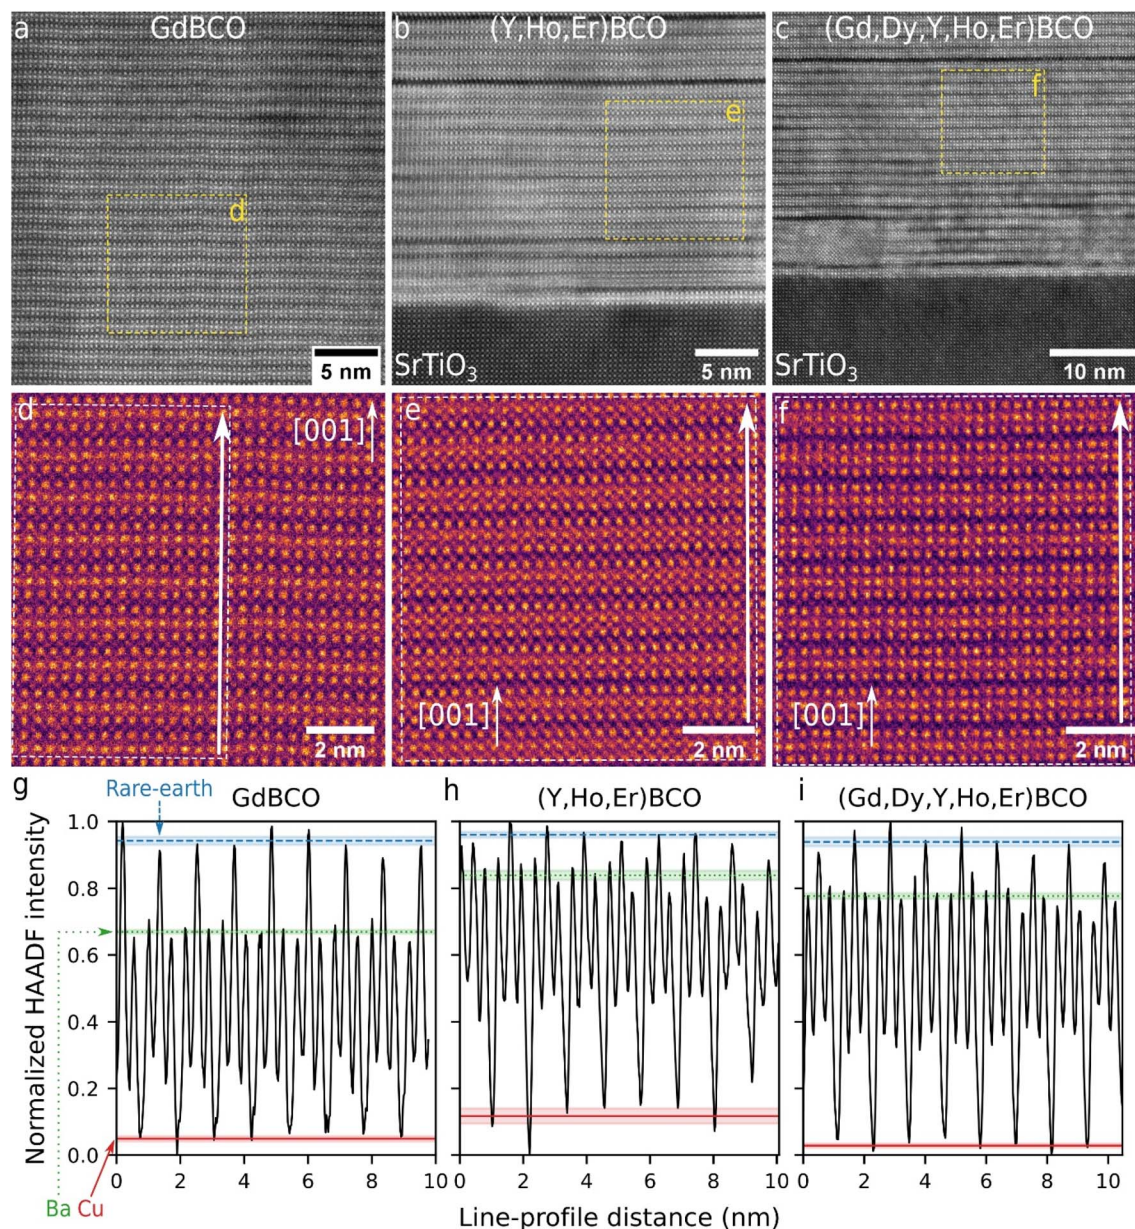 a GdBCO
b (Y,Ho,Er)BCO
c (Gd,Dy,Y,Ho,Er)BCO
d
e
f
5 nm
SrTiO₃ 5 nm
SrTiO₃ 10 nm
d [001]
2 nm
e
[001] 2 nm
f
[001] 2 nm
g Rare-earth GdBCO
h (Y,Ho,Er)BCO
i (Gd,Dy,Y,Ho,Er)BCO
Normalized HAADF intensity
1.0
0.8
0.6
0.4
0.2
0.0
0 2 4 6 8 10
0 2 4 6 8 10
0 2 4 6 8 10
Ba Cu
Line-profile distance (nm)